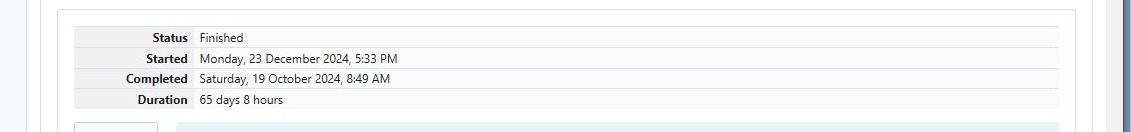 Status Finished
Started Monday, 23 December 2024, 5:33 PM
Completed Saturday, 19 October 2024, 8:49 AM
Duration 65 days 8 hours